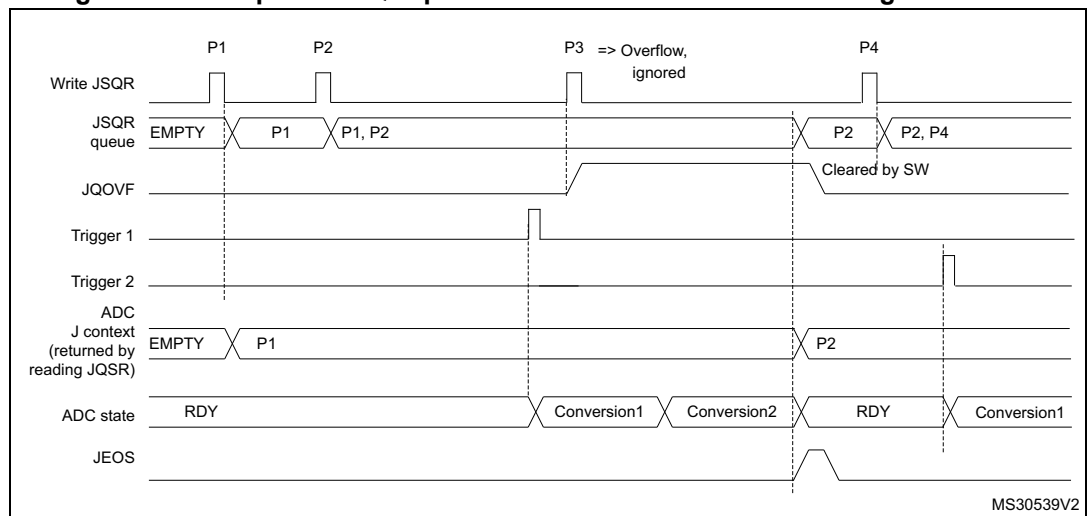 P1 P2 P3 => Overflow, P4
ignored
Write JSQR
JSQR
queue
EMPTY P1 P1, P2 P2 P2, P4
Cleared by SW
JQOVF
Trigger 1
Trigger 2
ADC
J context
(returned by
reading JQSR)
EMPTY P1 P2
ADC state RDY Conversion1 Conversion2 RDY Conversion1
JEOS
MS30539V2